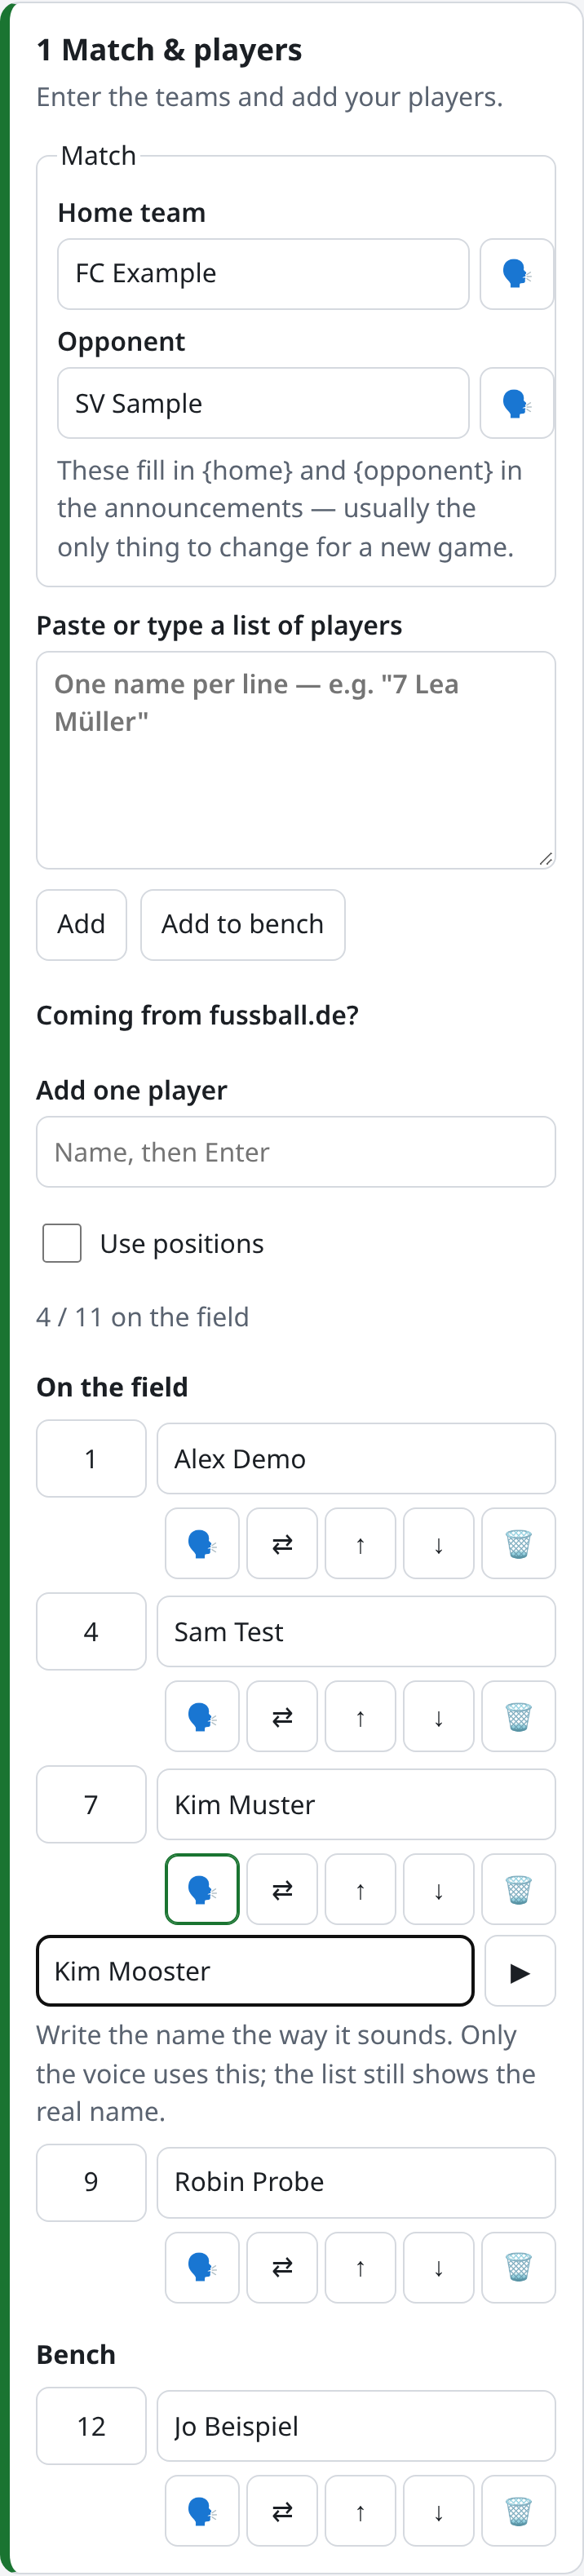 1 Match & players
Enter the teams and add your players.
Match
Home team
FC Example
Opponent
SV Sample
These fill in {home} and {opponent} in
the announcements — usually the
only thing to change for a new game.
Paste or type a list of players
One name per line — e.g. "7 Lea
Müller"
Add
Add to bench
Coming from fussball.de?
Add one player
Name, then Enter
Use positions
4 / 11 on the field
On the field
1
Alex Demo
4
Sam Test
7
Kim Muster
Kim Mooster
Write the name the way it sounds. Only
the voice uses this; the list still shows the
real name.
9
Robin Probe
Bench
12
Jo Beispiel